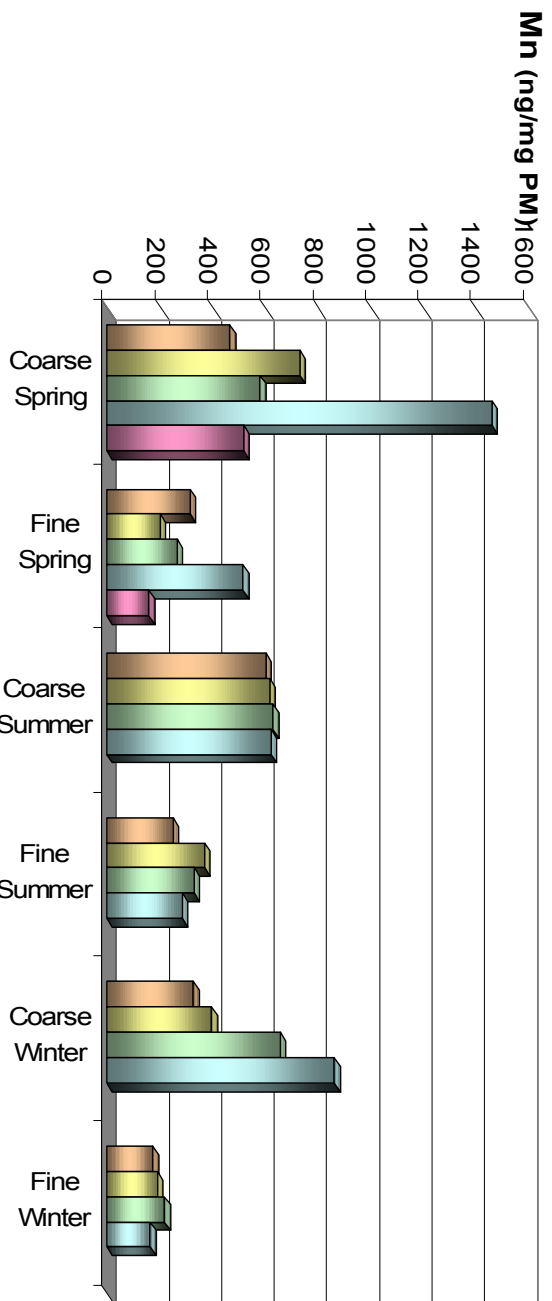 Mn (ng/mg PM)
1600
1400
1200
1000
800
600
400
200
0
Coarse
Spring
Fine
Spring
Coarse
Summer
Fine
Summer
Coarse
Winter
Fine
Winter